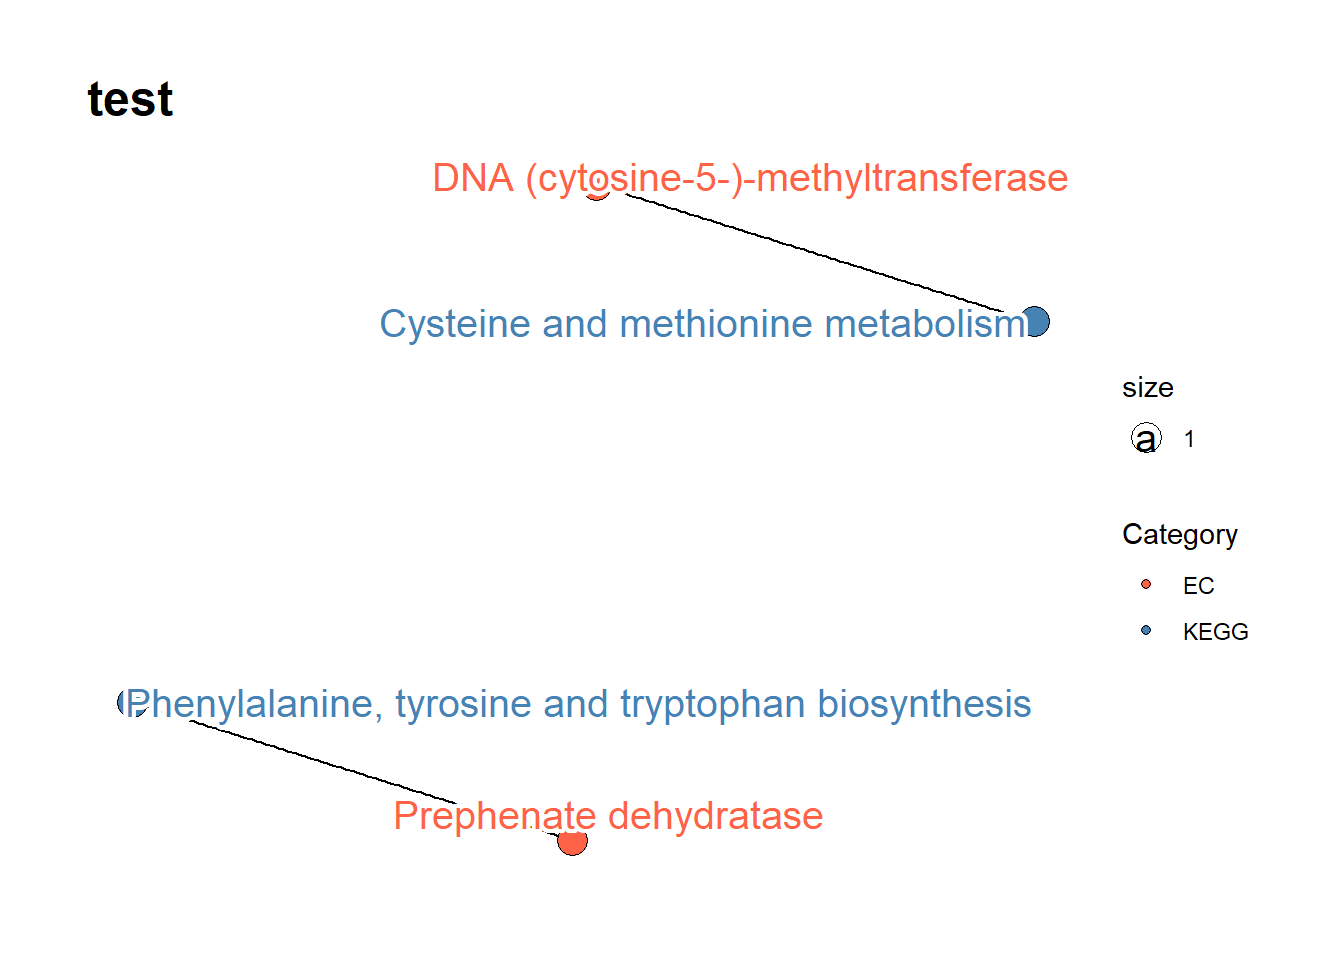 test
DNA (cytosine-5-)-methyltransferase
Cysteine and methionine metabolism
size
a 1
Category
EC
KEGG
Phenylalanine, tyrosine and tryptophan biosynthesis
Prephenate dehydratase